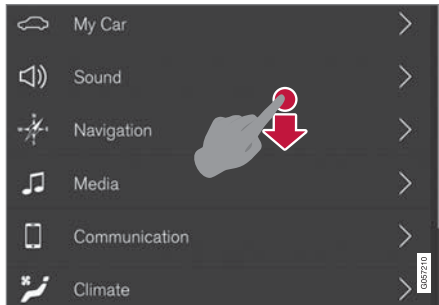 My Car
Sound
Navigation
Media
Communication
Climate
G057210